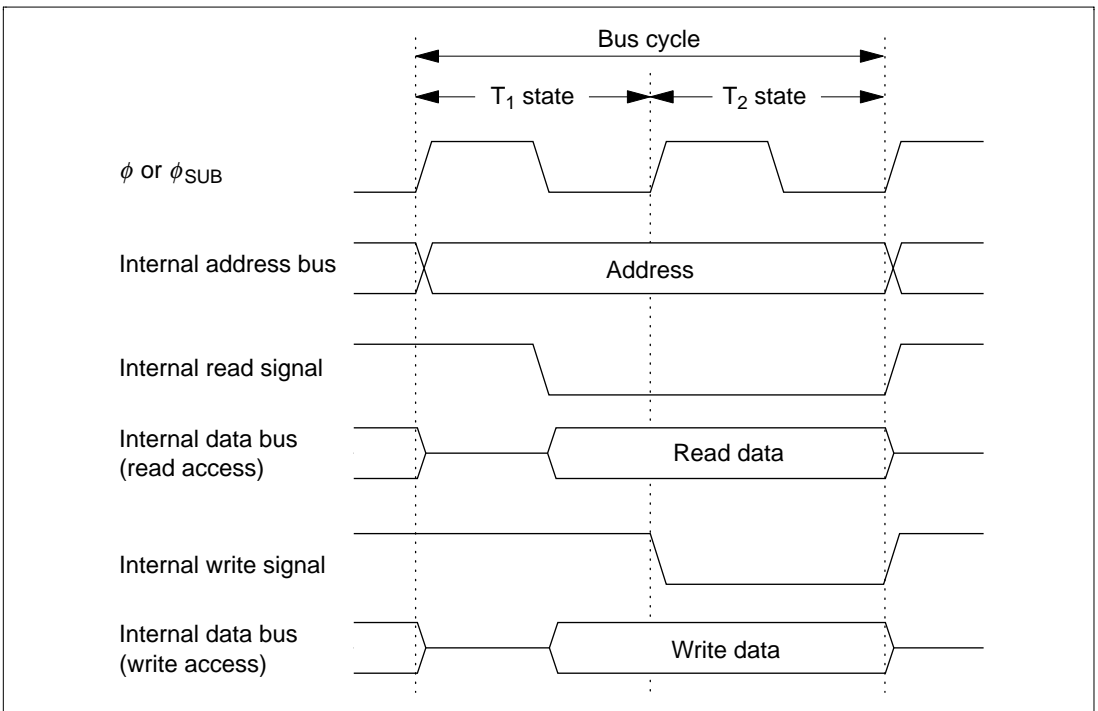 Bus cycle
T₁ state
T₂ state
ϕ or ϕSUB
Internal address bus
Address
Internal read signal
Internal data bus
(read access)
Read data
Internal write signal
Internal data bus
(write access)
Write data